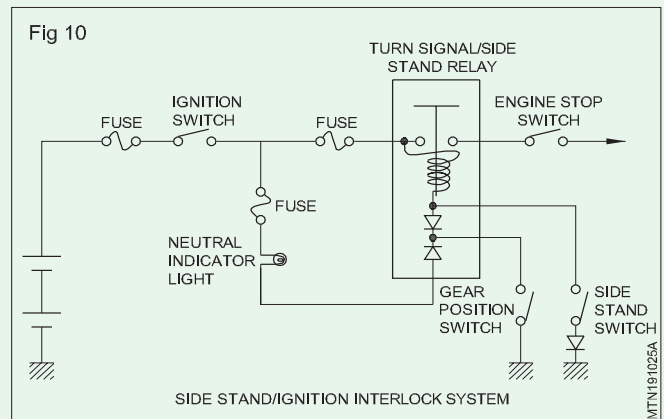 Fig 10
TURN SIGNAL/SIDE
STAND RELAY
IGNITION
SWITCH
ENGINE STOP
SWITCH
FUSE
FUSE
FUSE
NEUTRAL
INDICATOR
LIGHT
GEAR
POSITION
SWITCH
SIDE
STAND
SWITCH
SIDE STAND/IGNITION INTERLOCK SYSTEM
MTN191025A